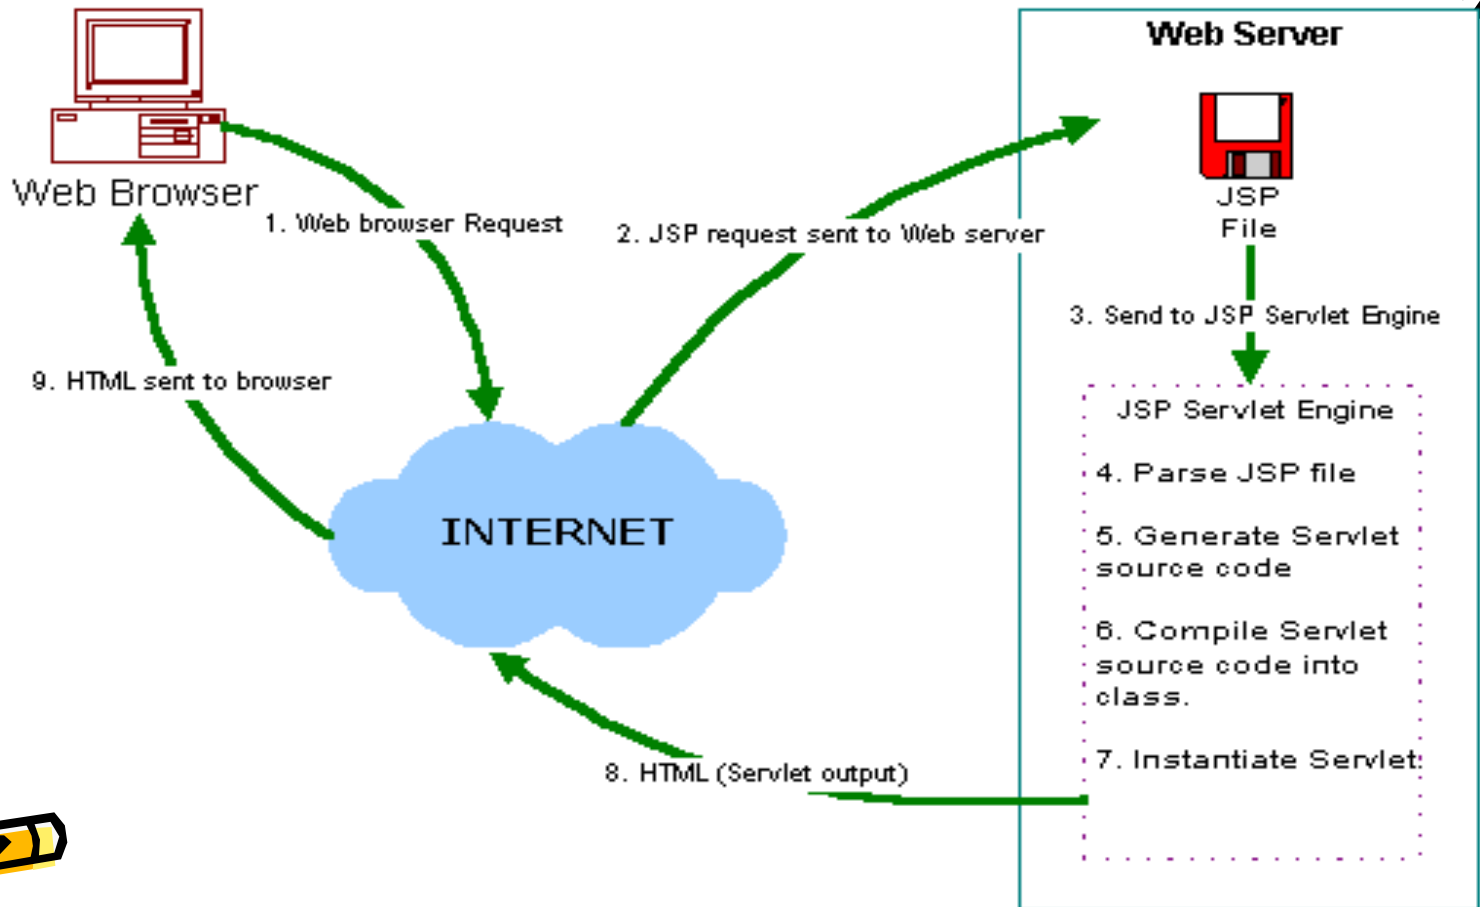 Web Server
Web Browser
JSP
File
1. Web browser Request
2. JSP request sent to Web server
3. Send to JSP Servlet Engine
9. HTML sent to browser
JSP Servlet Engine
4. Parse JSP file
5. Generate Servlet
source code
6. Compile Servlet
source code into
class.
7. Instantiate Servlet
INTERNET
8. HTML (Servlet output)